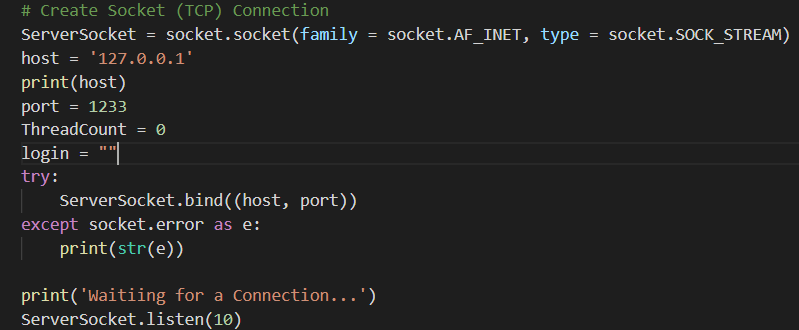 # Create Socket (TCP) Connection
ServerSocket = socket.socket(family = socket.AF_INET, type = socket.SOCK_STREAM)
host = '127.0.0.1'
print(host)
port = 1233
ThreadCount = 0
login = ""
try:
    ServerSocket.bind((host, port))
except socket.error as e:
    print(str(e))

print('Waitiing for a Connection...')
ServerSocket.listen(10)